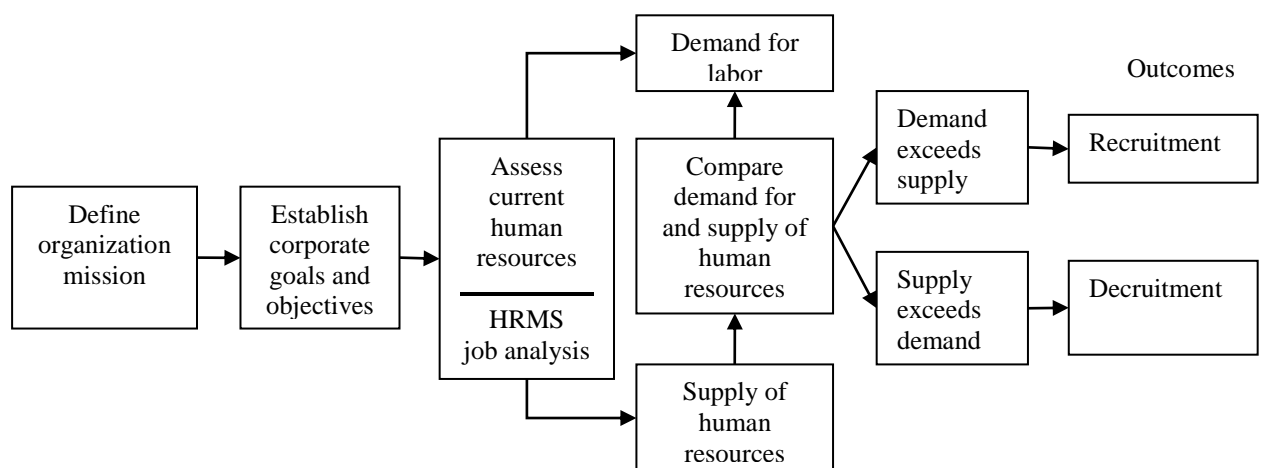 Define
organization
mission
Establish
corporate
goals and
objectives
Assess
current
human
resources
HRMS
job analysis
Demand for
labor
Compare
demand for
and supply of
human
resources
Supply of
human
resources
Demand
exceeds
supply
Supply
exceeds
demand
Outcomes
Recruitment
Decruitment